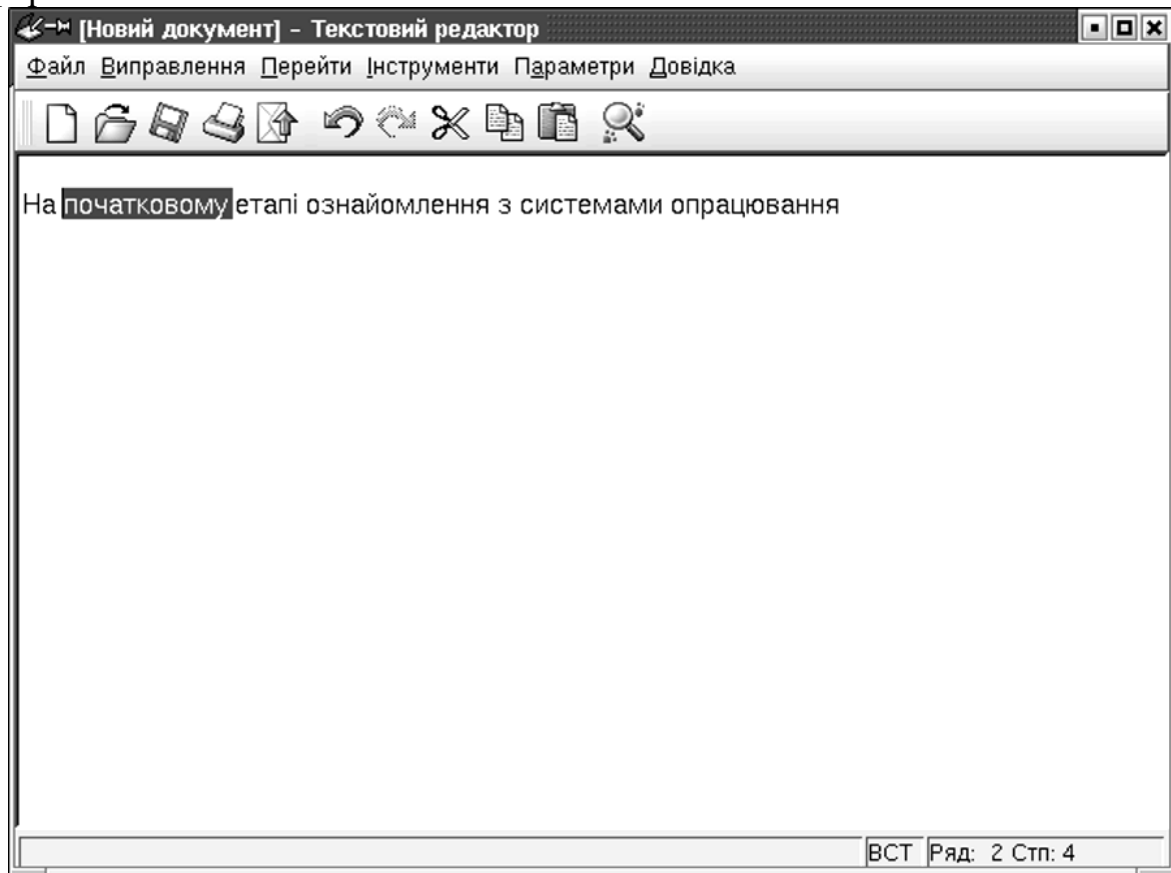 [Новий документ] – Текстовий редактор
Файл Виправлення Перейти Інструменти Параметри Довідка
На початковому етапі ознайомлення з системами опрацювання
ВСТ Ряд: 2 Стп: 4